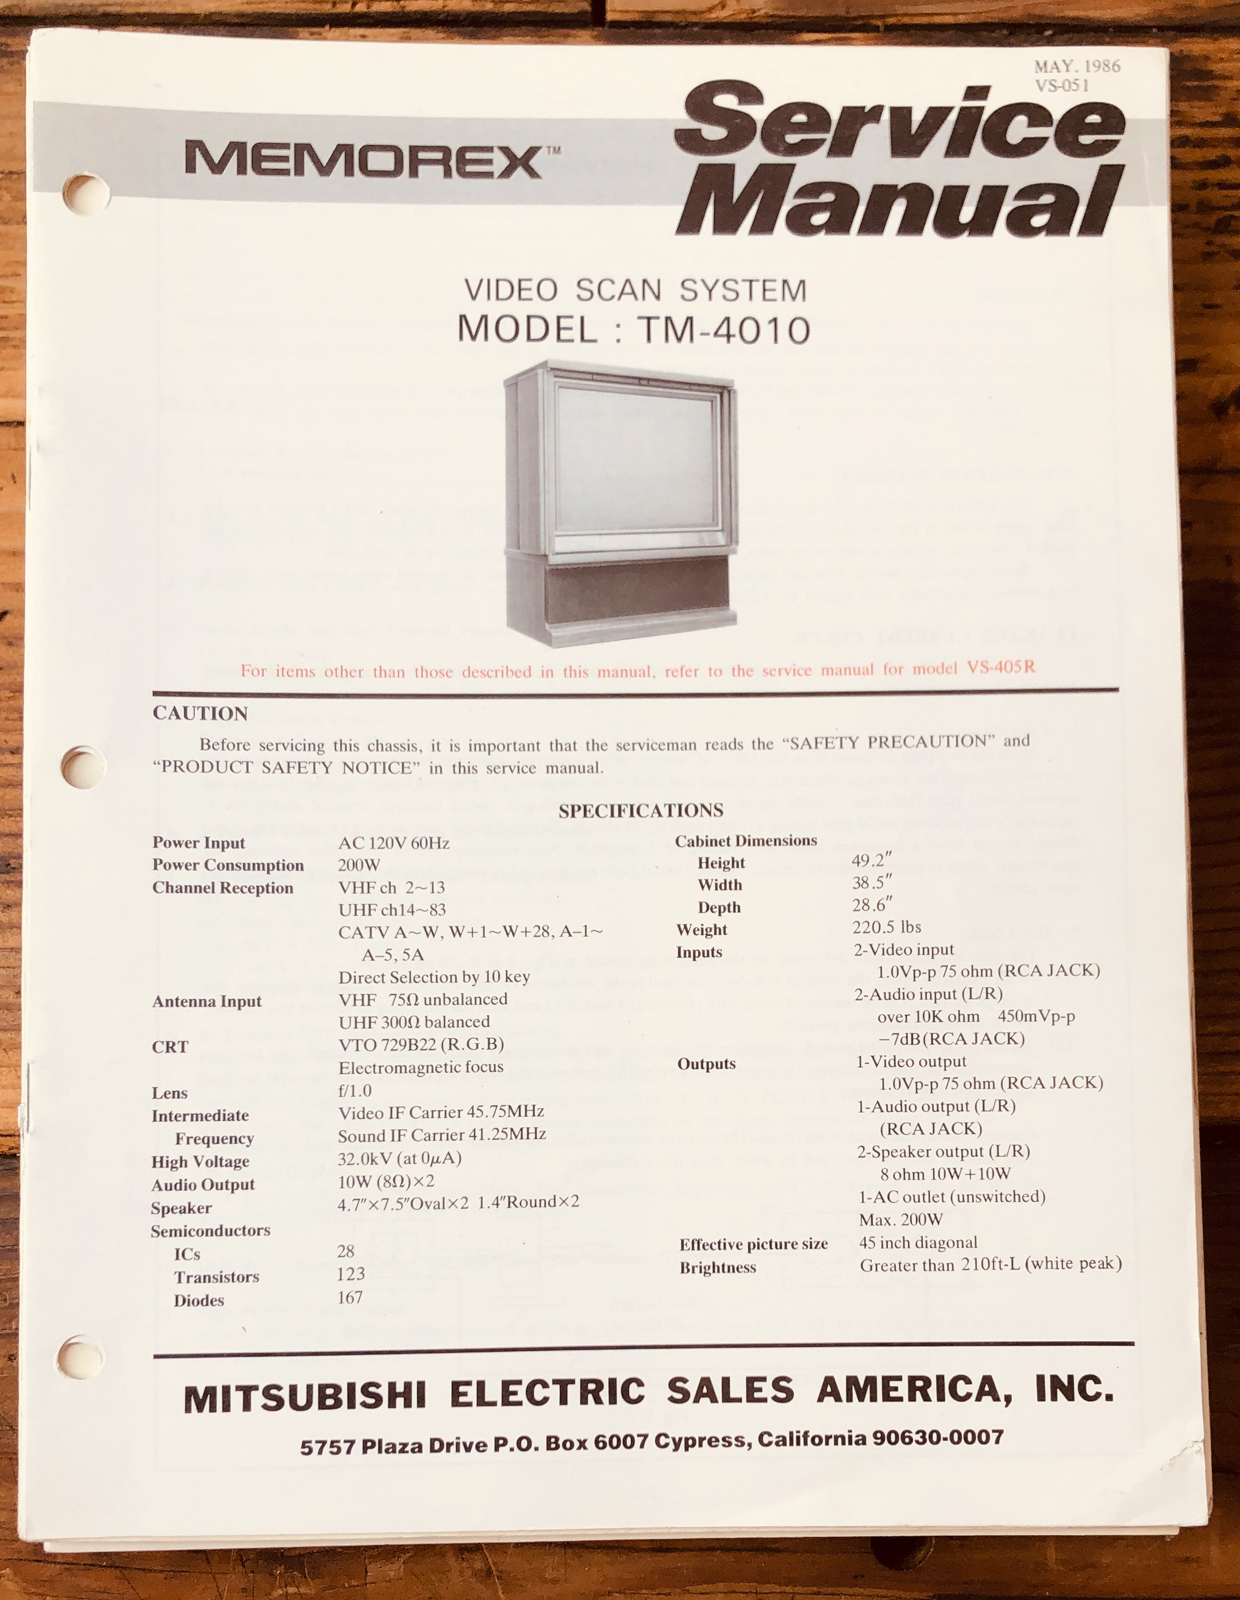 MAY. 1986
VS-051
MEMOREX™
Service
Manual
VIDEO SCAN SYSTEM
MODEL : TM-4010
For items other than those described in this manual, refer to the service manual for model VS-405R
CAUTION
Before servicing this chassis, it is important that the serviceman reads the “SAFETY PRECAUTION” and
“PRODUCT SAFETY NOTICE” in this service manual.
SPECIFICATIONS
Power Input AC 120V 60Hz
Power Consumption 200W
Channel Reception VHF ch 2~13
UHF ch14~83
CATV A~W, W+1~W+28, A-1~
A-5, 5A
Direct Selection by 10 key
Antenna Input VHF 75Ω unbalanced
UHF 300Ω balanced
CRT VTO 729B22 (R.G.B)
Electromagnetic focus
Lens f/1.0
Intermediate Video IF Carrier 45.75MHz
Frequency Sound IF Carrier 41.25MHz
High Voltage 32.0kV (at 0μA)
Audio Output 10W (8Ω)×2
Speaker 4.7″×7.5″Oval×2 1.4″Round×2
Semiconductors
ICs 28
Transistors 123
Diodes 167
Cabinet Dimensions
Height 49.2″
Width 38.5″
Depth 28.6″
Weight 220.5 lbs
Inputs 2-Video input
1.0Vp-p 75 ohm (RCA JACK)
2-Audio input (L/R)
over 10K ohm 450mVp-p
−7dB(RCA JACK)
Outputs 1-Video output
1.0Vp-p 75 ohm (RCA JACK)
1-Audio output (L/R)
(RCA JACK)
2-Speaker output (L/R)
8 ohm 10W+10W
1-AC outlet (unswitched)
Max. 200W
Effective picture size 45 inch diagonal
Brightness Greater than 210ft-L (white peak)
MITSUBISHI ELECTRIC SALES AMERICA, INC.
5757 Plaza Drive P.O. Box 6007 Cypress, California 90630-0007